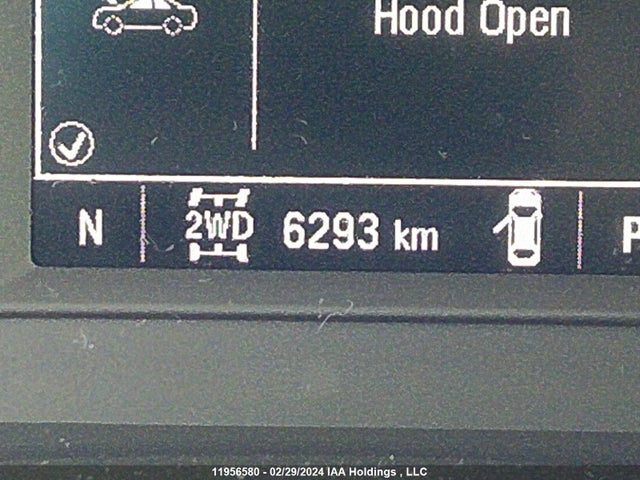 Hood Open
N 2WD 6293 km P
11956580 - 02/29/2024 IAA Holdings , LLC